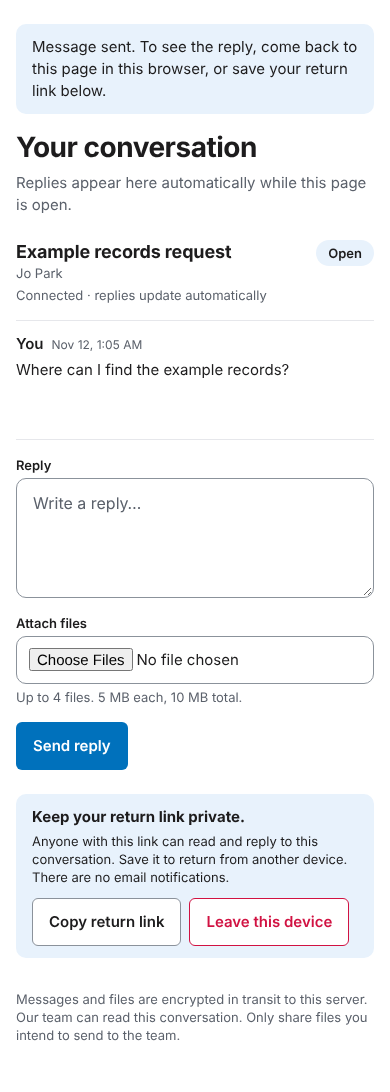 Message sent. To see the reply, come back to
this page in this browser, or save your return
link below.
Your conversation
Replies appear here automatically while this page
is open.
Example records request
Open
Jo Park
Connected · replies update automatically
You Nov 12, 1:05 AM
Where can I find the example records?
Reply
Write a reply...
Attach files
Choose Files No file chosen
Up to 4 files. 5 MB each, 10 MB total.
Send reply
Keep your return link private.
Anyone with this link can read and reply to this
conversation. Save it to return from another device.
There are no email notifications.
Copy return link
Leave this device
Messages and files are encrypted in transit to this server.
Our team can read this conversation. Only share files you
intend to send to the team.